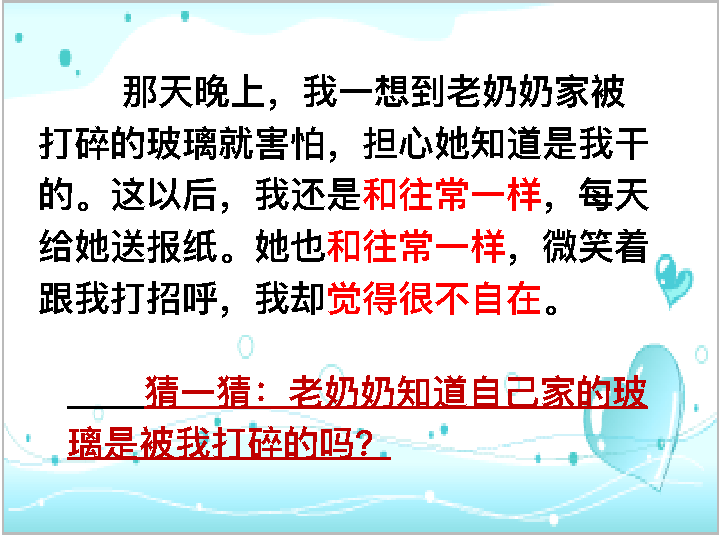 那天晚上，我一想到老奶奶家被
打碎的玻璃就害怕，担心她知道是我干
的。这以后，我还是和往常一样，每天
给她送报纸。她也和往常一样，微笑着
跟我打招呼，我却觉得很不自在。
猜一猜：老奶奶知道自己家的玻
璃是被我打碎的吗？